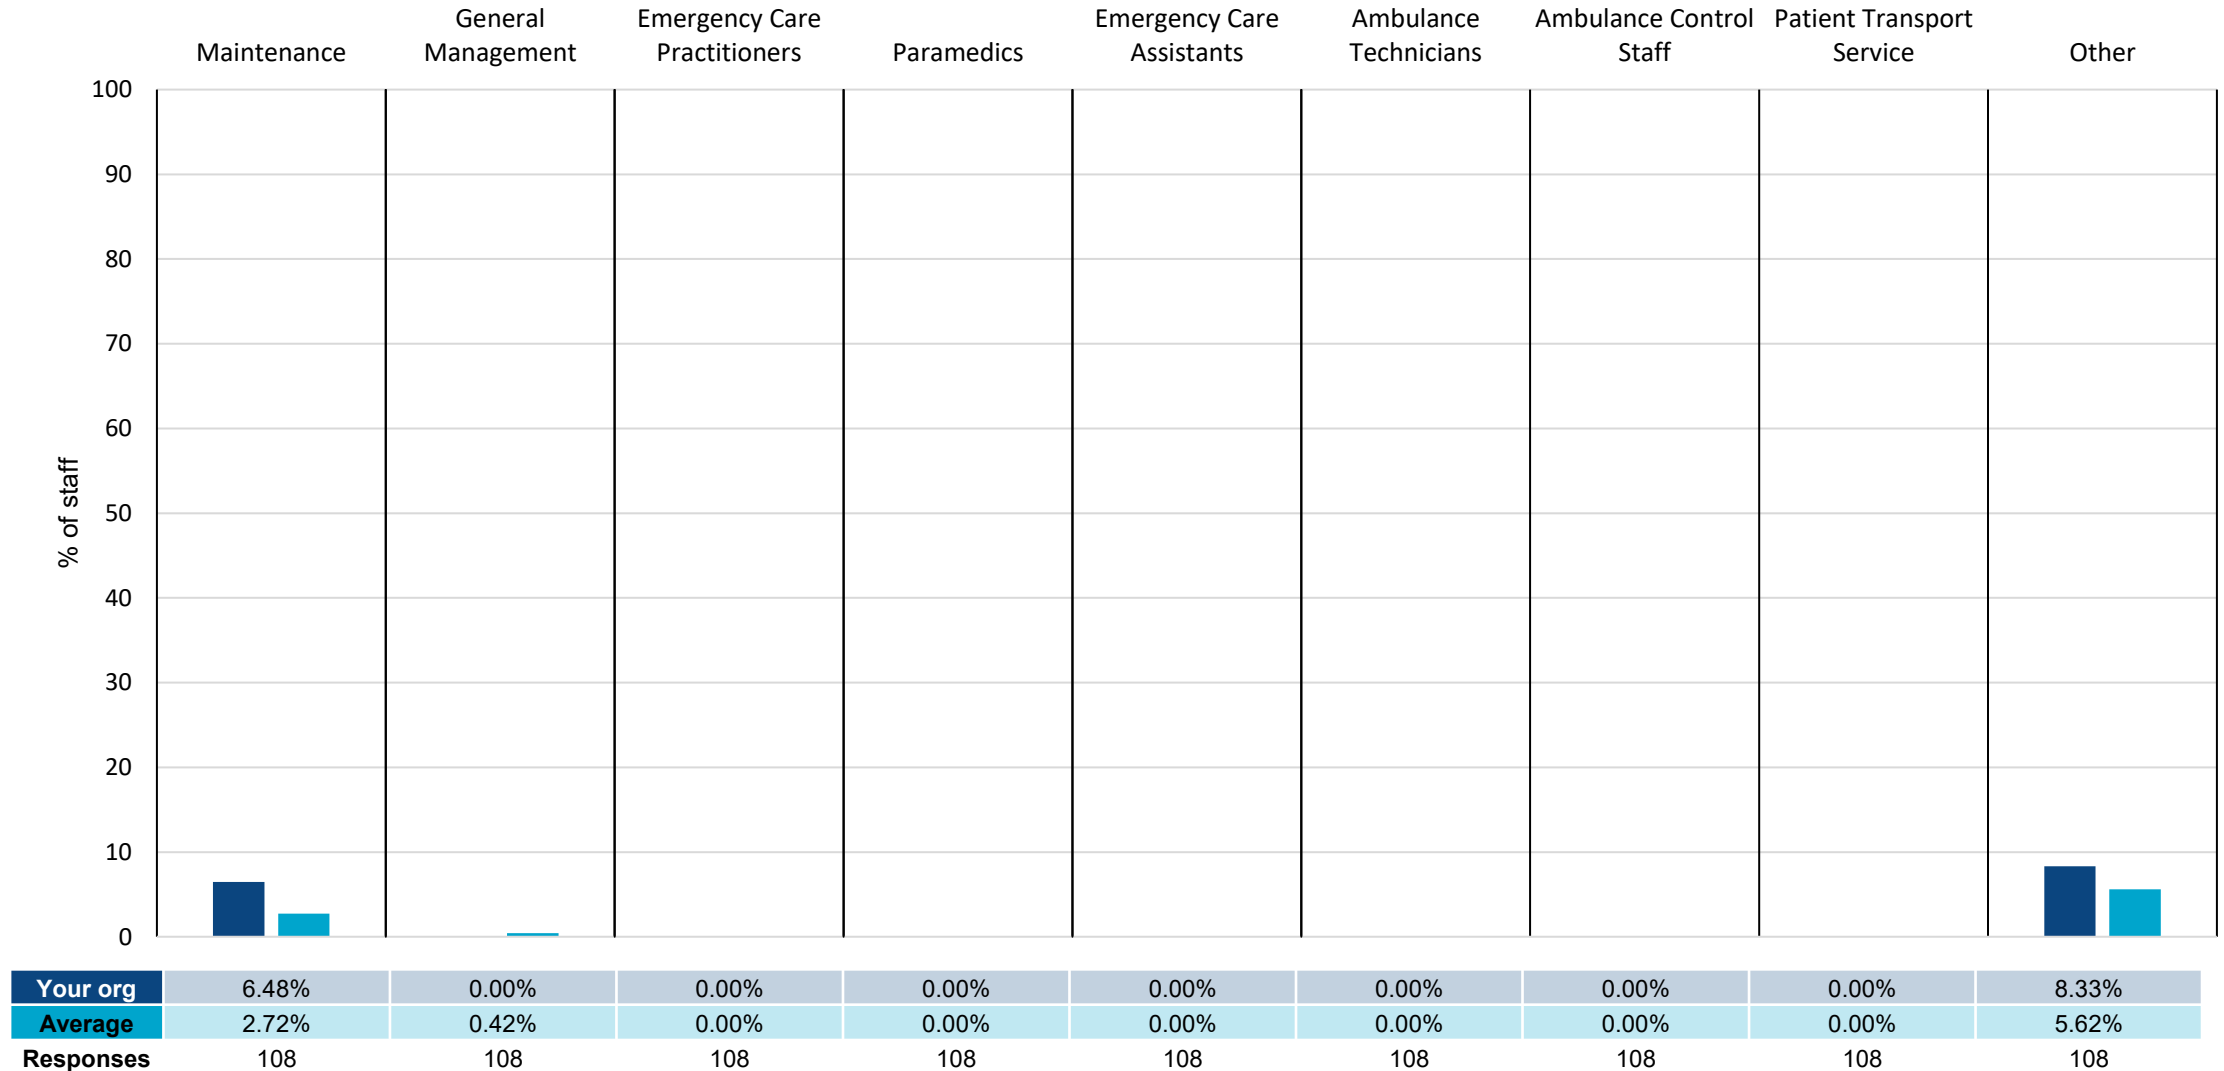 Maintenance
General
Management
Emergency Care
Practitioners
Paramedics
Emergency Care
Assistants
Ambulance
Technicians
Ambulance Control
Staff
Patient Transport
Service
Other
% of staff
100
90
80
70
60
50
40
30
20
10
0
Your org 6.48% 0.00% 0.00% 0.00% 0.00% 0.00% 0.00% 0.00% 8.33%
Average 2.72% 0.42% 0.00% 0.00% 0.00% 0.00% 0.00% 0.00% 5.62%
Responses 108 108 108 108 108 108 108 108 108